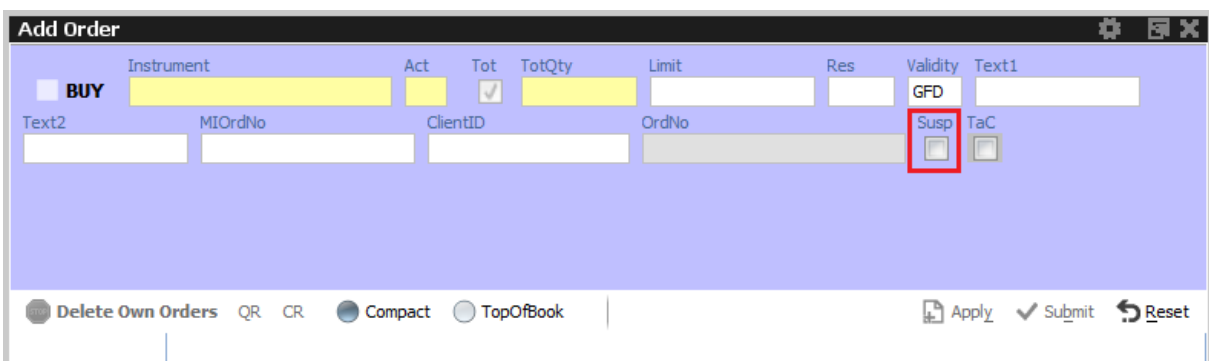 Add Order
Instrument Act Tot TotQty Limit Res Validity Text1
BUY GFD
Text2 MIOrdNo ClientID OrdNo Susp TaC
STOP Delete Own Orders QR CR Compact TopOfBook Apply Submit Reset